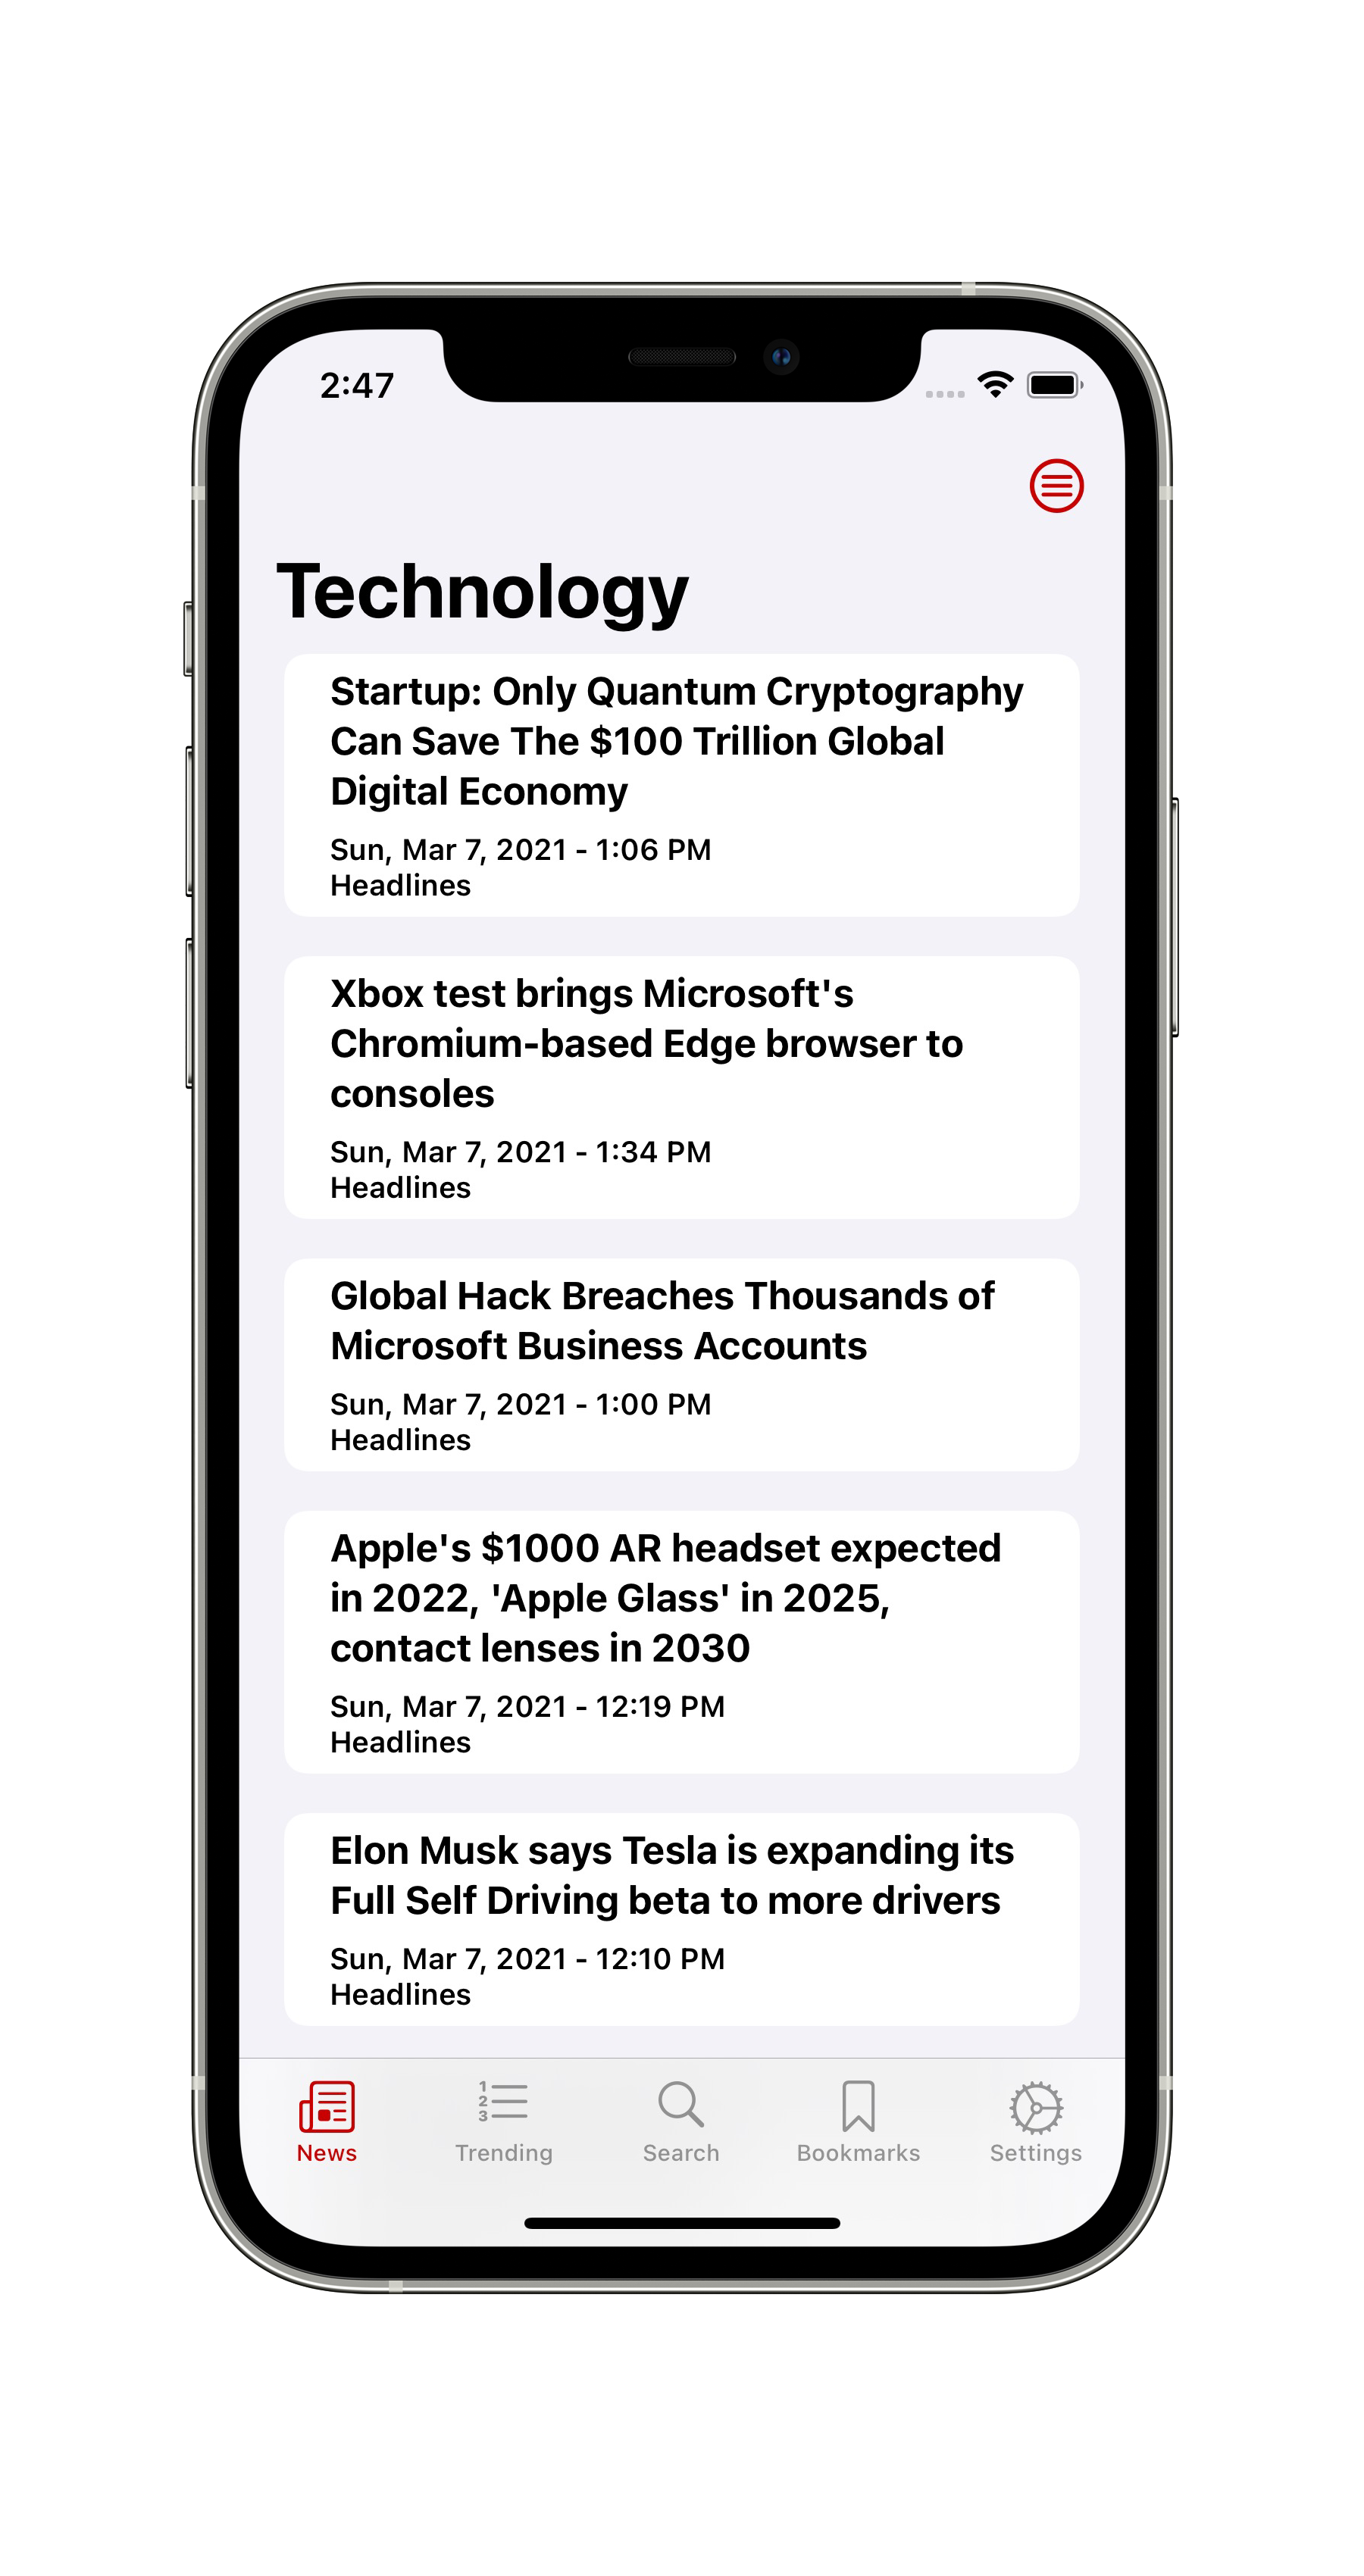 2:47
Technology
Startup: Only Quantum Cryptography
Can Save The $100 Trillion Global
Digital Economy
Sun, Mar 7, 2021 - 1:06 PM
Headlines
Xbox test brings Microsoft's
Chromium-based Edge browser to
consoles
Sun, Mar 7, 2021 - 1:34 PM
Headlines
Global Hack Breaches Thousands of
Microsoft Business Accounts
Sun, Mar 7, 2021 - 1:00 PM
Headlines
Apple's $1000 AR headset expected
in 2022, 'Apple Glass' in 2025,
contact lenses in 2030
Sun, Mar 7, 2021 - 12:19 PM
Headlines
Elon Musk says Tesla is expanding its
Full Self Driving beta to more drivers
Sun, Mar 7, 2021 - 12:10 PM
Headlines
1
2
3
News Trending Search Bookmarks Settings